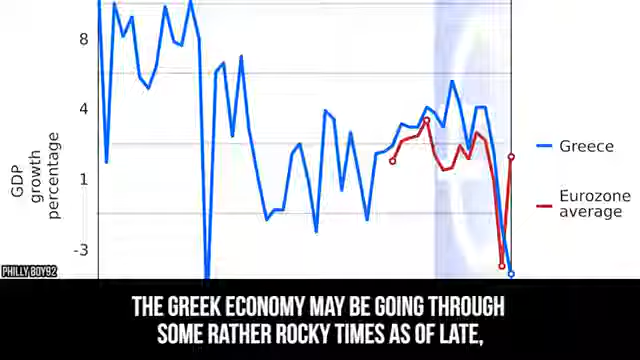 8
4
1
-3
GDP
growth
percentage
Greece
Eurozone
average
PHILLY BOY92
THE GREEK ECONOMY MAY BE GOING THROUGH
SOME RATHER ROCKY TIMES AS OF LATE,